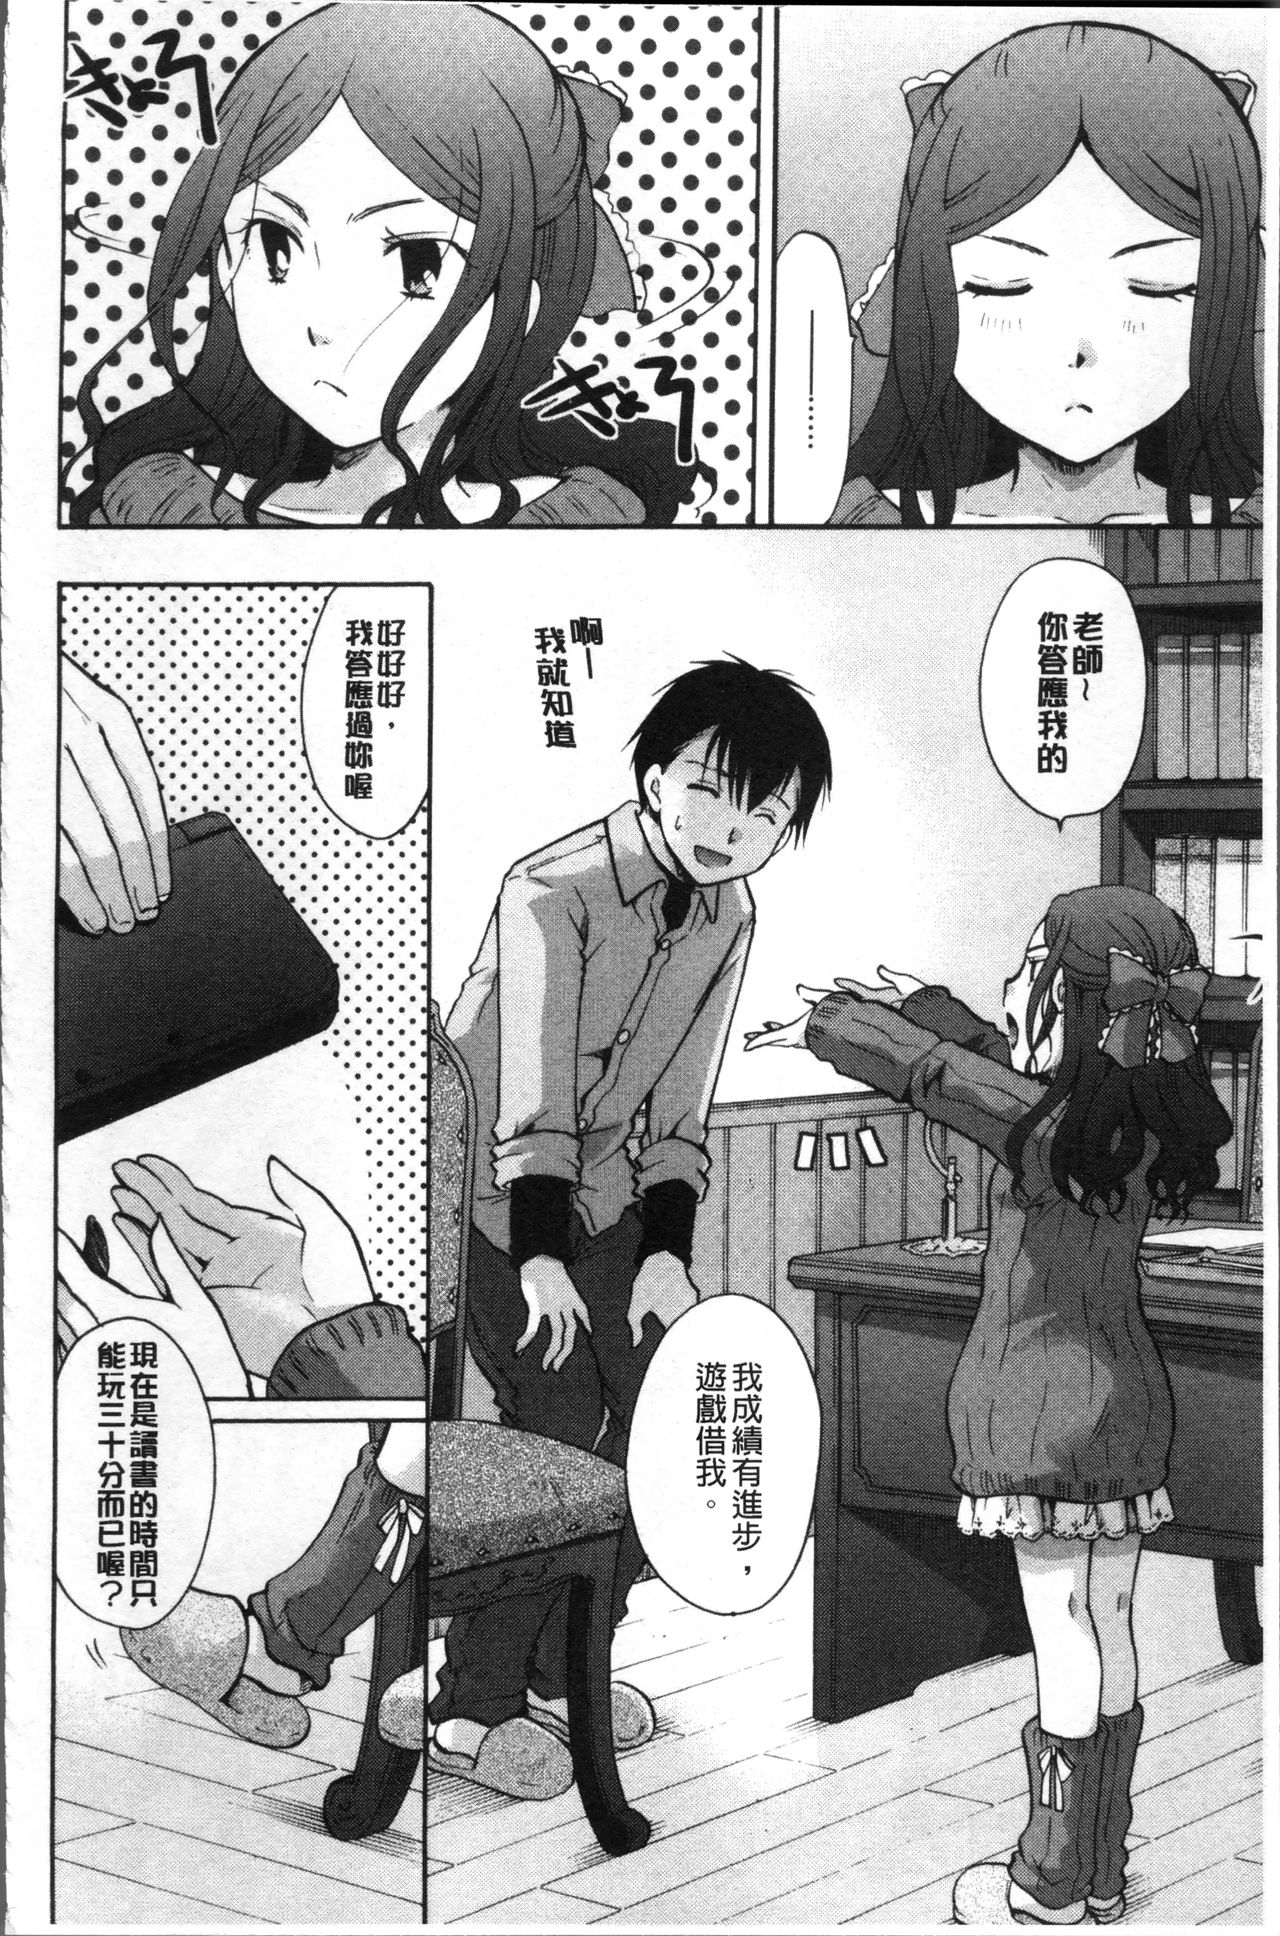 ………
きょろ
きょろ
老師~
你答應我的
啊ー
我就知道
我成績有進步，
遊戲借我。
好好好，
我答應過妳喔
現在是讀書的時間只
能玩三十分而已喔？